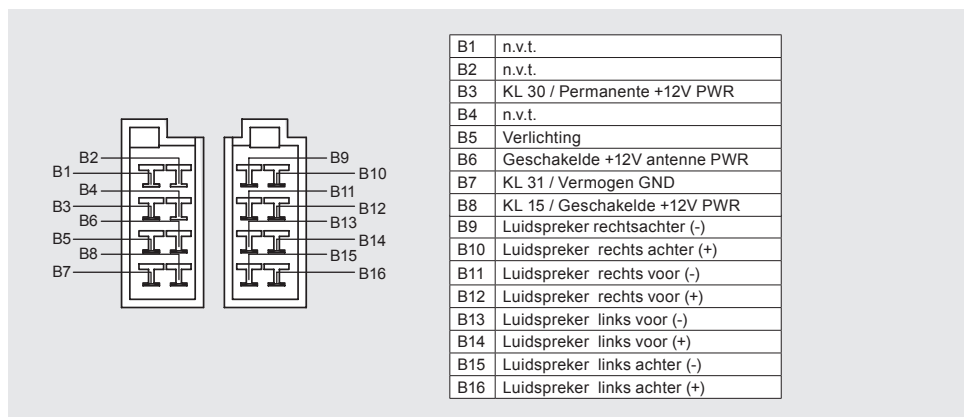 B2
B1
B4
B3
B6
B5
B8
B7
B9
B10
B11
B12
B13
B14
B15
B16
B1 n.v.t.
B2 n.v.t.
B3 KL 30 / Permanente +12V PWR
B4 n.v.t.
B5 Verlichting
B6 Geschakelde +12V antenne PWR
B7 KL 31 / Vermogen GND
B8 KL 15 / Geschakelde +12V PWR
B9 Luidspreker rechtsachter (-)
B10 Luidspreker rechts achter (+)
B11 Luidspreker rechts voor (-)
B12 Luidspreker rechts voor (+)
B13 Luidspreker links voor (-)
B14 Luidspreker links voor (+)
B15 Luidspreker links achter (-)
B16 Luidspreker links achter (+)